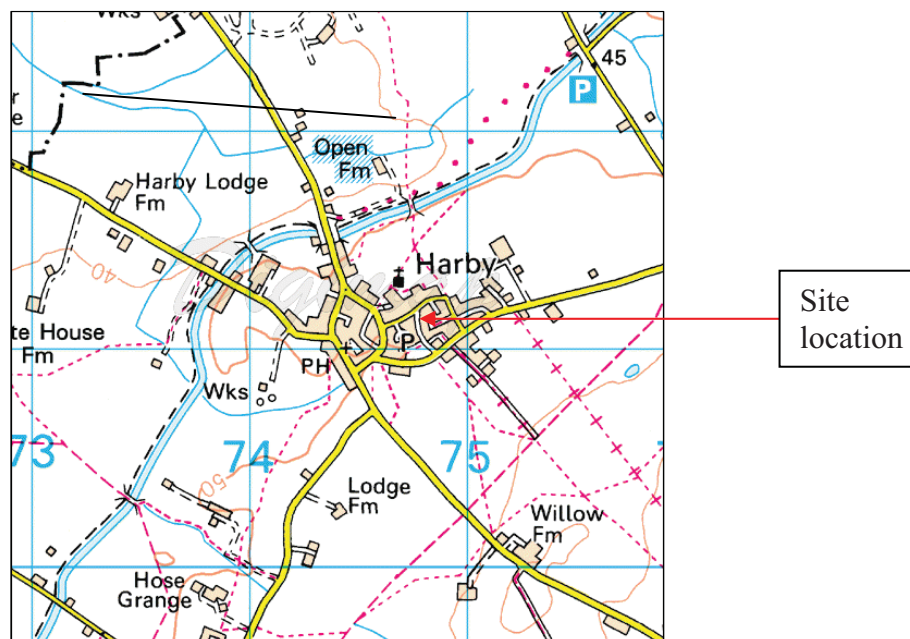 Wks
45
P
r
e
Open
Fm
Harby Lodge
Fm
Harby
40
Site
location
te House
Fm
P
PH
Wks
73
74
75
50
Lodge
Fm
Willow
Fm
Hose
Grange